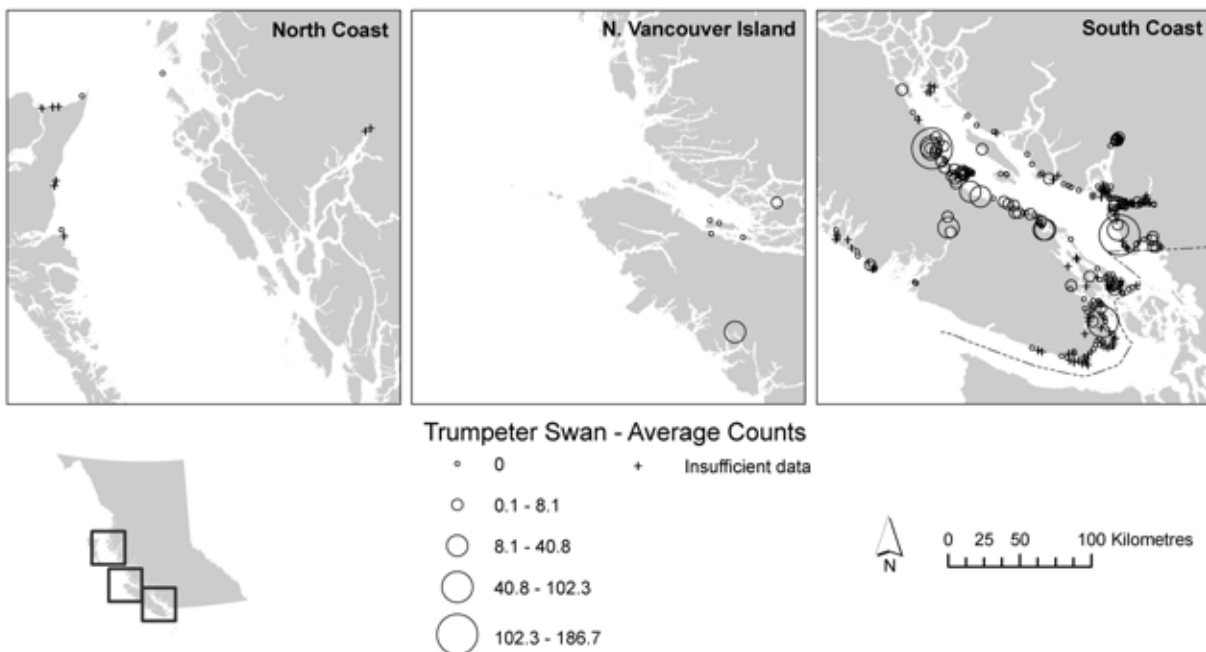 North Coast
N. Vancouver Island
South Coast
Trumpeter Swan - Average Counts
0
Insufficient data
0.1 - 8.1
8.1 - 40.8
40.8 - 102.3
102.3 - 186.7
N
0 25 50 100 Kilometres